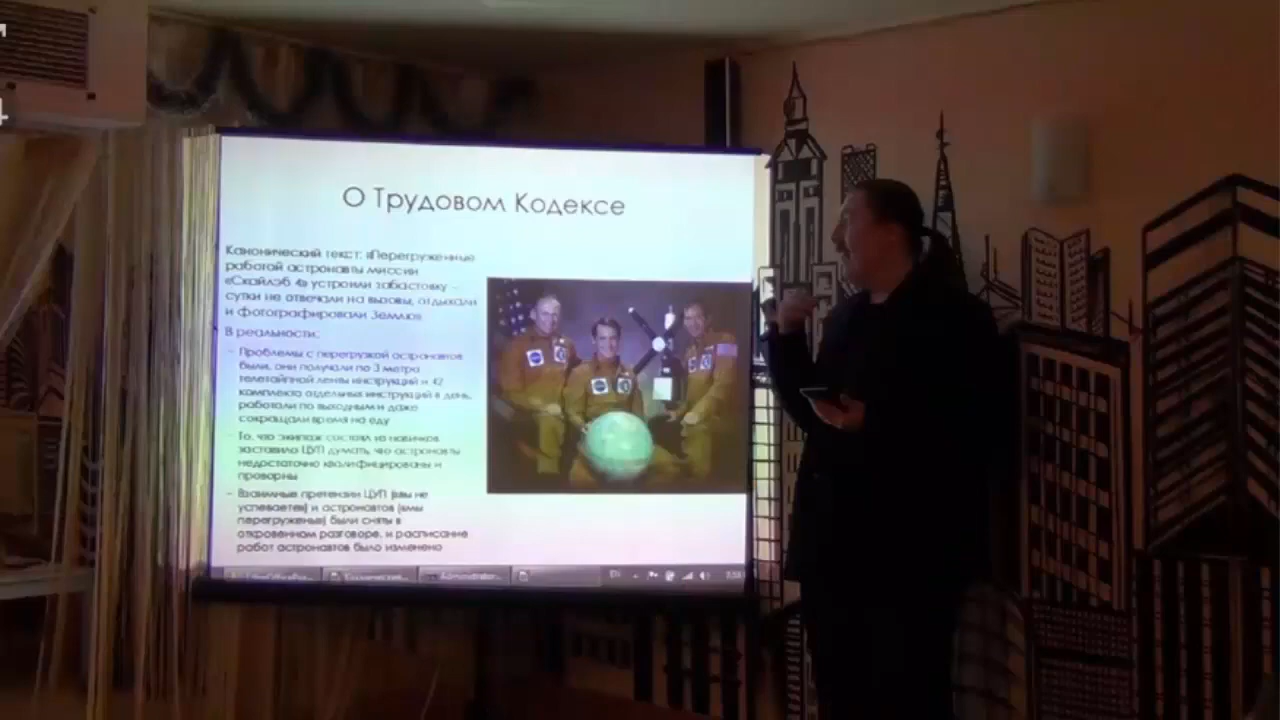 О Трудовом Кодексе
Канонический текст: «Перегруженные
работой астронавты миссии
«Скайлэб 4» устроили забастовку –
сутки не отвечали на вызовы, отдыхали
и фотографировали Землю»
В реальности:
– Проблемы с перегрузкой астронавтов
были, они получали по 3 метра
телетайпной ленты инструкций и 42
комплекта отдельных инструкций в день,
работали по выходным и даже
сокращали время на еду
– То, что экипаж состоял из новичков
заставило ЦУП думать, что астронавты
недостаточно квалифицированы и
проворны
– Взаимные претензии ЦУП («вы не
успеваете») и астронавтов («мы
перегружены») были сняты в
откровенном разговоре, и расписание
работ астронавтов было изменено
Administrator...
EN